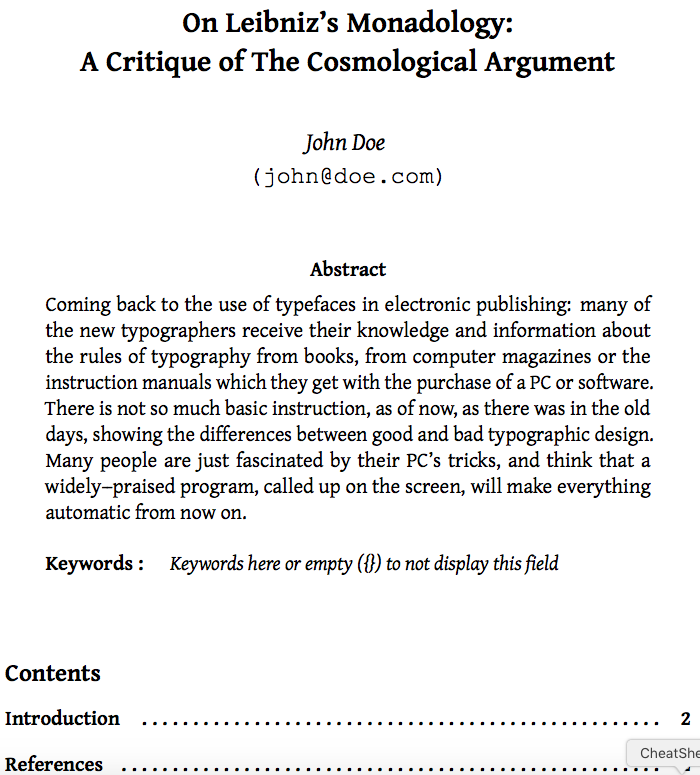 On Leibniz’s Monadology:
A Critique of The Cosmological Argument
John Doe
(john@doe.com)
Abstract
Coming back to the use of typefaces in electronic publishing: many of
the new typographers receive their knowledge and information about
the rules of typography from books, from computer magazines or the
instruction manuals which they get with the purchase of a PC or software.
There is not so much basic instruction, as of now, as there was in the old
days, showing the differences between good and bad typographic design.
Many people are just fascinated by their PC’s tricks, and think that a
widely–praised program, called up on the screen, will make everything
automatic from now on.
Keywords : Keywords here or empty ({}) to not display this field
Contents
Introduction . . . . . . . . . . . . . . . . . . . . . . . . . . . . . . . . . . . . . . . . . . . . . . . . . . . 2
References . . . . . . . . . . . . . . . . . . . . . . . . . . . . . . . . . . . . . . . . . . . . . . . . . . . . .
CheatShe